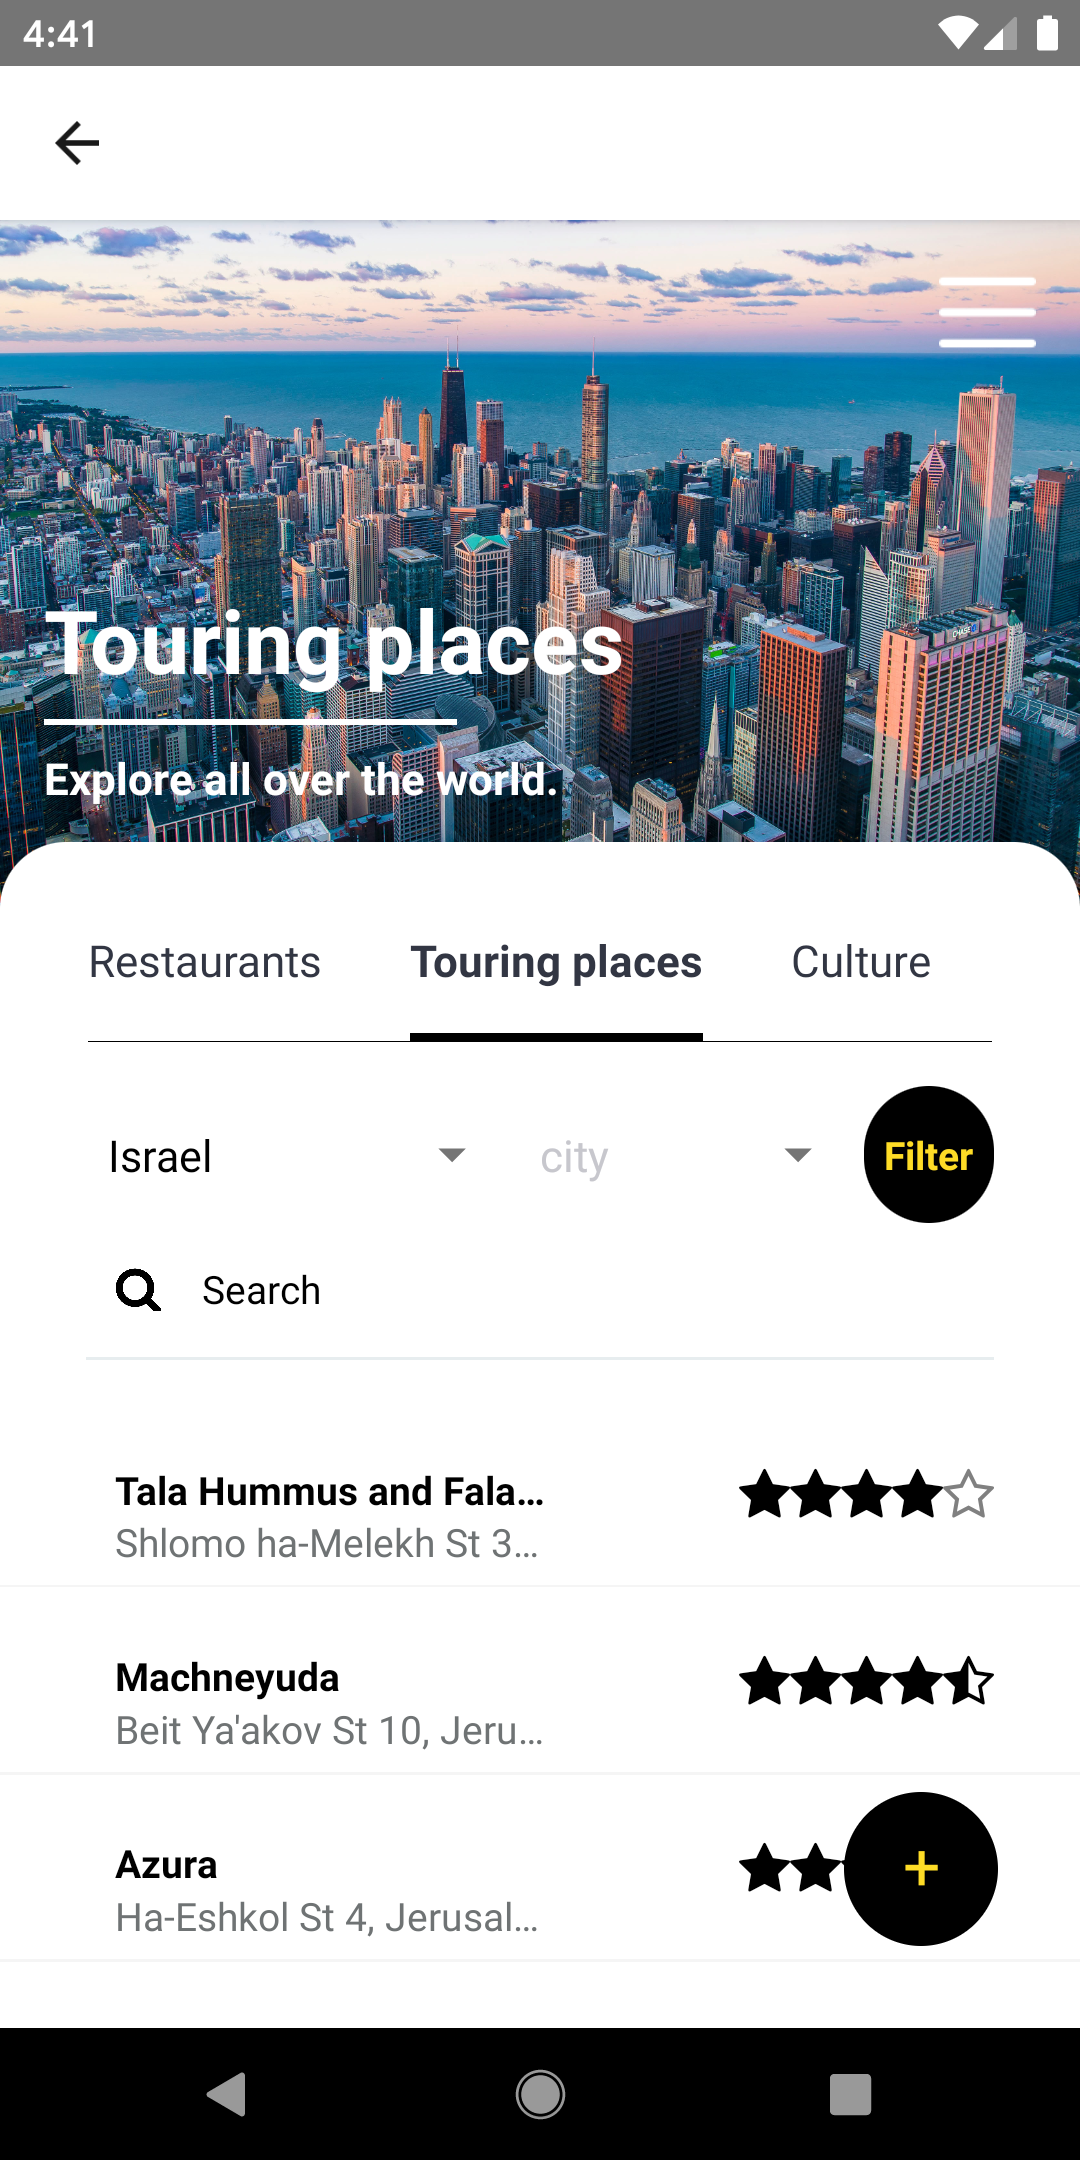 4:41
CHASE
Touring places
Explore all over the world.
Restaurants Touring places Culture
Israel city Filter
Search
Tala Hummus and Fala...
Shlomo ha-Melekh St 3...
Machneyuda
Beit Ya'akov St 10, Jeru...
Azura
Ha-Eshkol St 4, Jerusal...
+